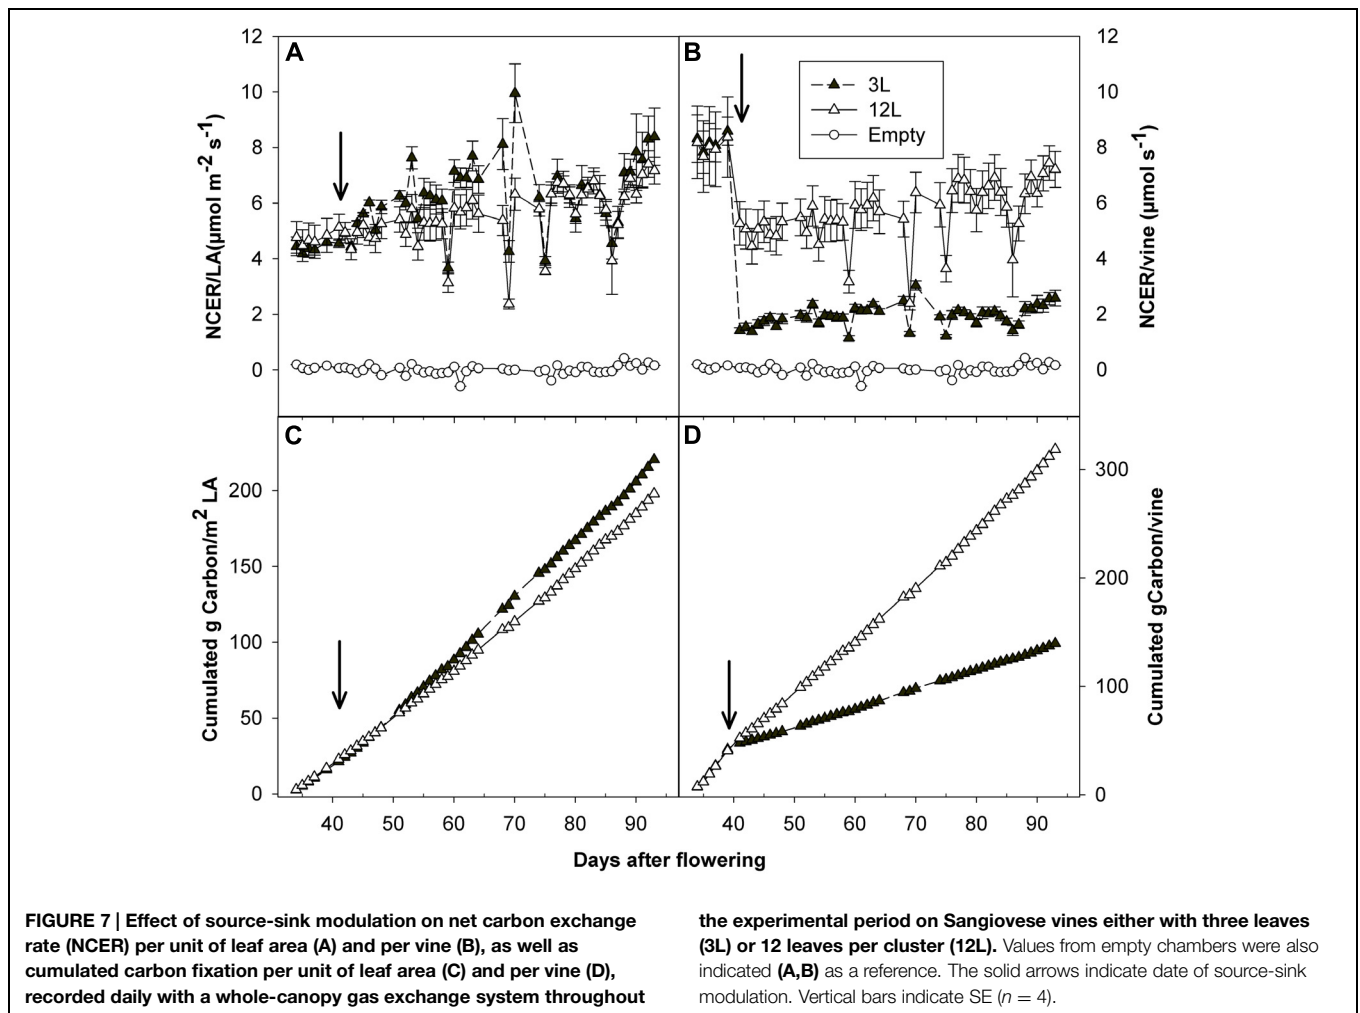 12
10
8
6
4
2
0
NCER/LA(µmol m-2 s-1)
A
B
3L
12L
Empty
12
10
8
6
4
2
0
NCER/vine (µmol s-1)
C
D
200
150
100
50
0
Cumulated g Carbon/m2 LA
300
200
100
0
Cumulated gCarbon/vine
40 50 60 70 80 90 40 50 60 70 80 90
Days after flowering
FIGURE 7 | Effect of source-sink modulation on net carbon exchange
rate (NCER) per unit of leaf area (A) and per vine (B), as well as
cumulated carbon fixation per unit of leaf area (C) and per vine (D),
recorded daily with a whole-canopy gas exchange system throughout
the experimental period on Sangiovese vines either with three leaves
(3L) or 12 leaves per cluster (12L). Values from empty chambers were also
indicated (A,B) as a reference. The solid arrows indicate date of source-sink
modulation. Vertical bars indicate SE (n = 4).